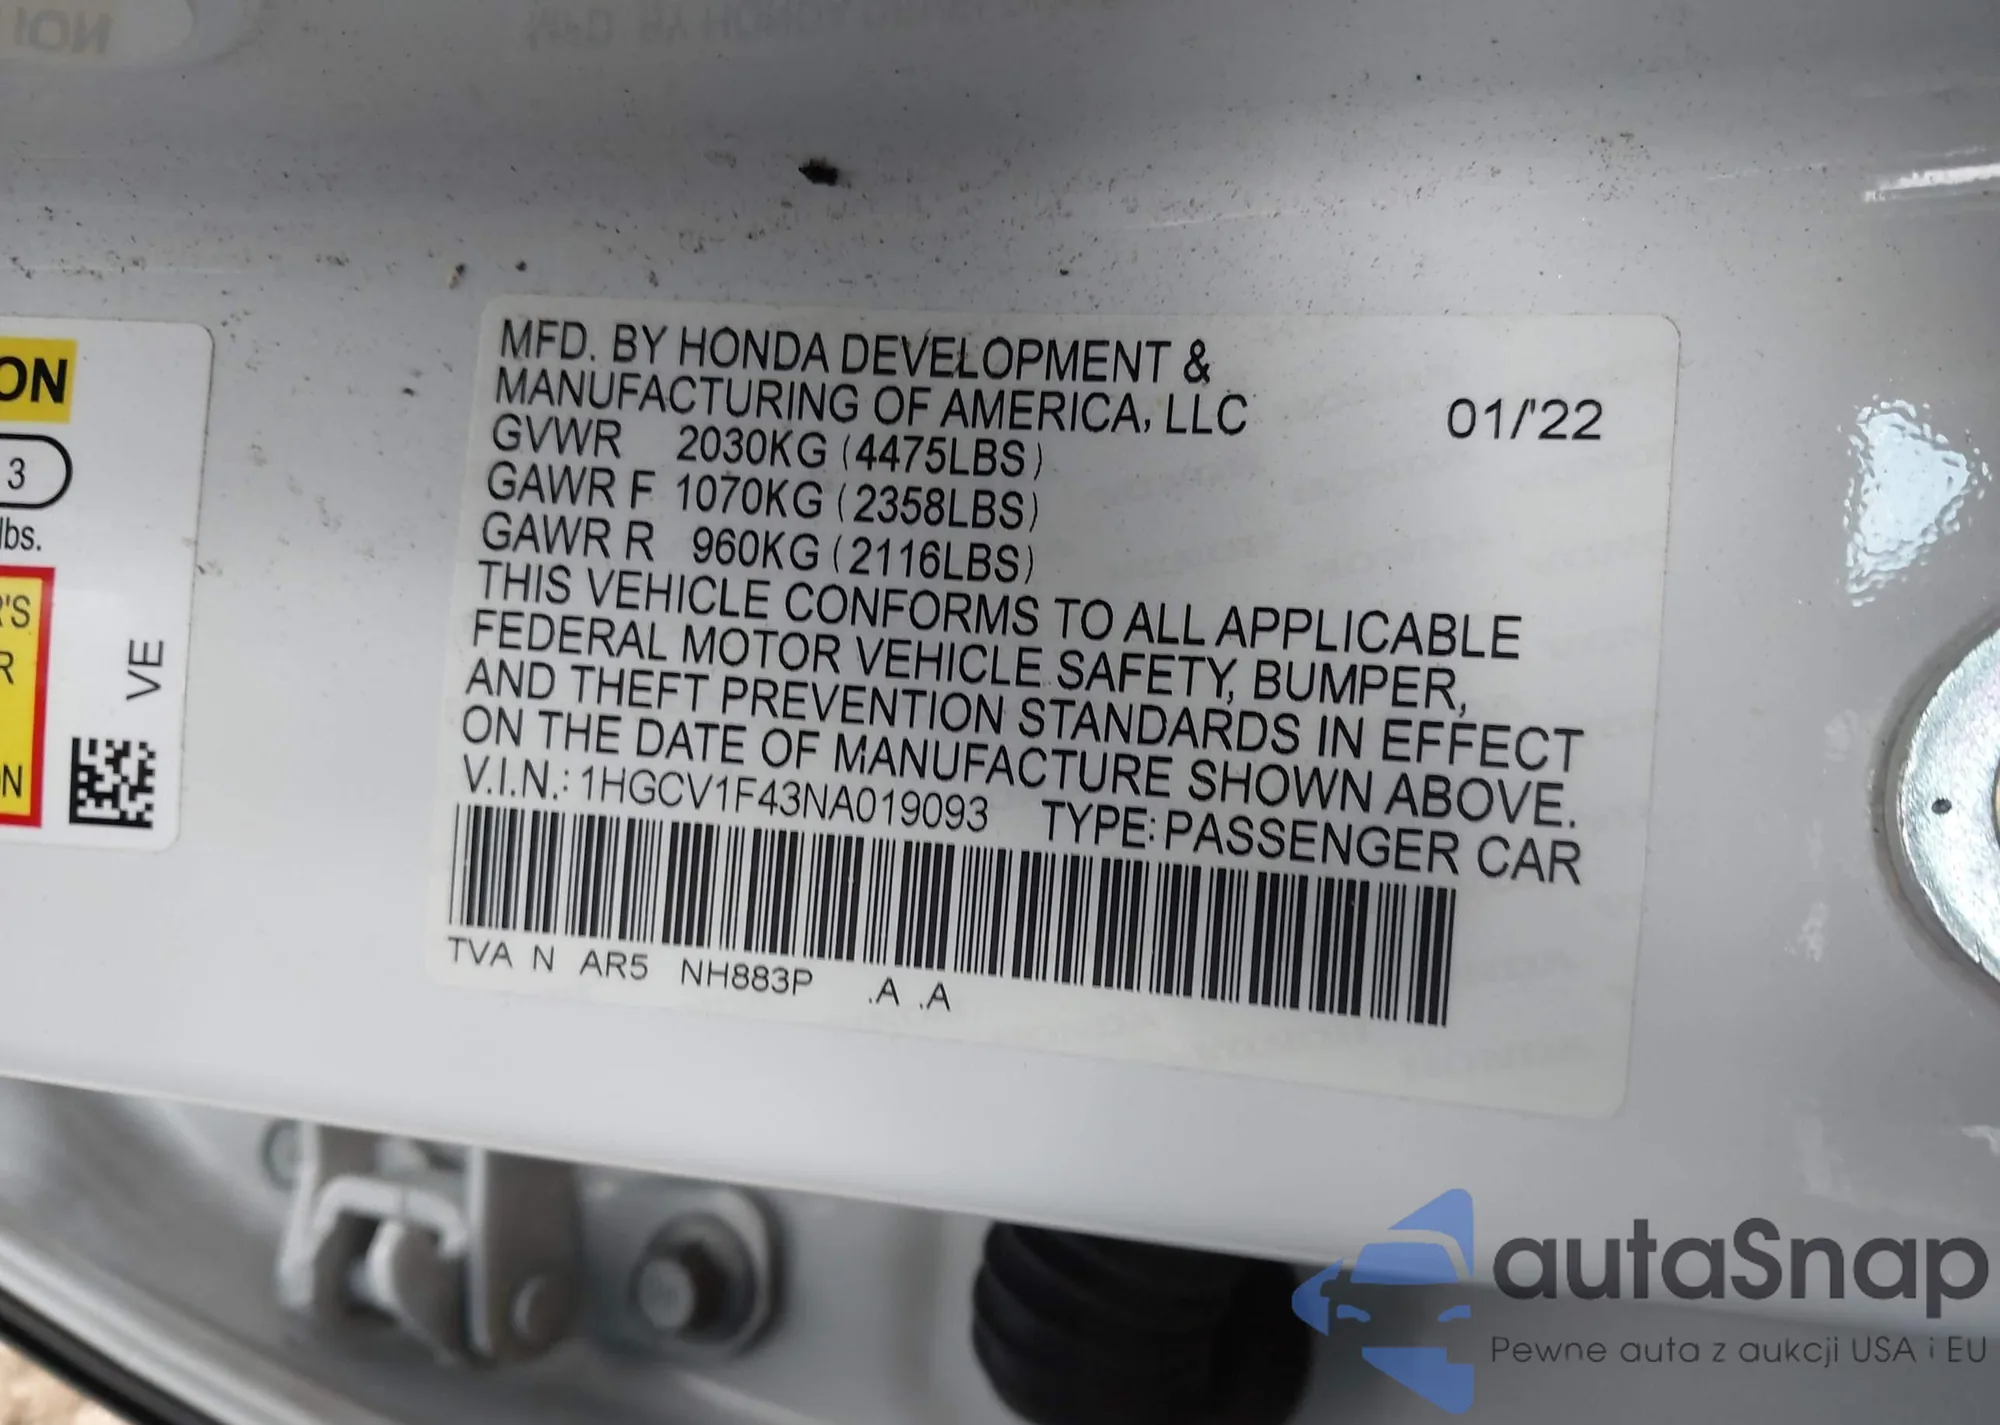 ON
3
lbs.
R'S
R
N
VE
MFD. BY HONDA DEVELOPMENT &
MANUFACTURING OF AMERICA, LLC 01/'22
GVWR 2030KG (4475LBS)
GAWR F 1070KG (2358LBS)
GAWR R 960KG (2116LBS)
THIS VEHICLE CONFORMS TO ALL APPLICABLE
FEDERAL MOTOR VEHICLE SAFETY, BUMPER,
AND THEFT PREVENTION STANDARDS IN EFFECT
ON THE DATE OF MANUFACTURE SHOWN ABOVE.
V.I.N.: 1HGCV1F43NA019093 TYPE: PASSENGER CAR
TVA N AR5 NH883P .A .A
autaSnap
Pewne auta z aukcji USA i EU